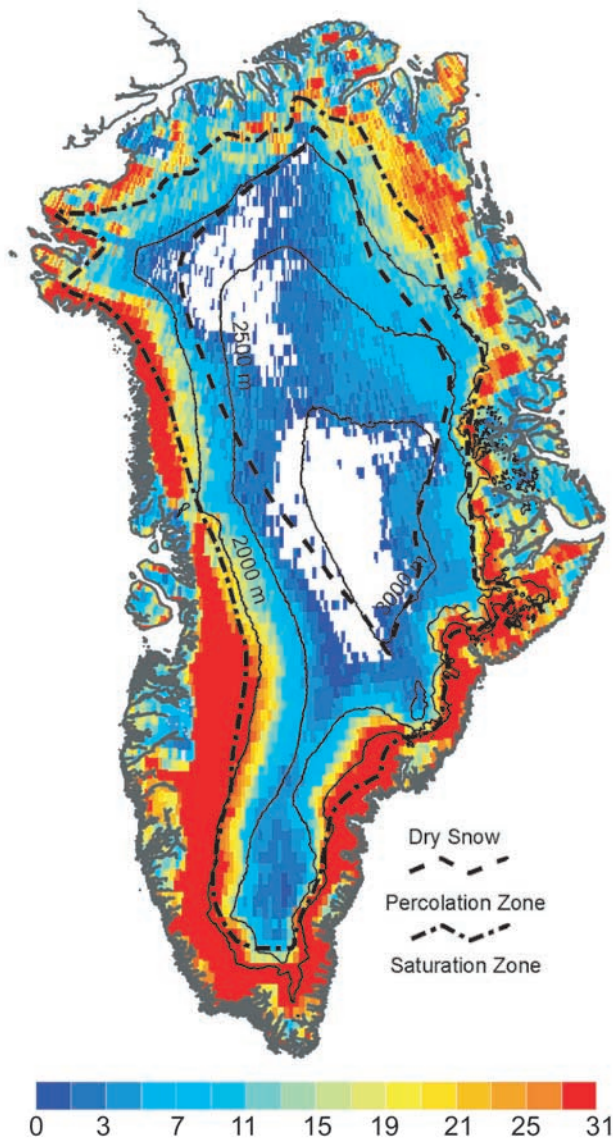 2500 m
2000 m
3000 m
Dry Snow
Percolation Zone
Saturation Zone
0 3 7 11 15 19 21 25 31